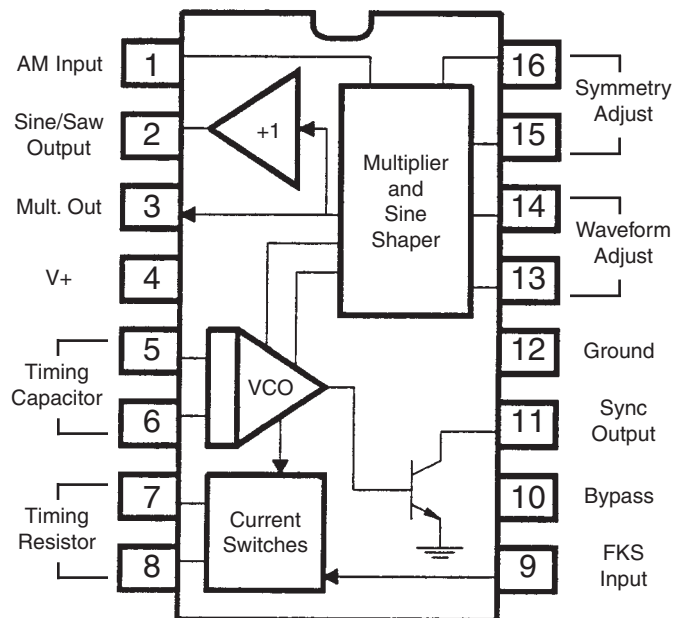 AM Input
1
Sine/Saw
Output
2
Mult. Out
3
V+
4
Timing
Capacitor
5
6
Timing
Resistor
7
8
+1
Multiplier
and
Sine
Shaper
VCO
Current
Switches
16
15
Symmetry
Adjust
14
13
Waveform
Adjust
12
Ground
11
Sync
Output
10
Bypass
9
FKS
Input